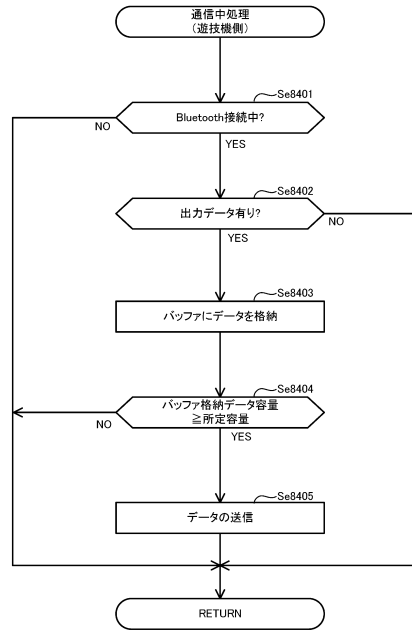 通信中処理
(遊技機側)
Se8401
Bluetooth接続中?
NO
YES
Se8402
出力データ有り?
NO
YES
Se8403
バッファにデータを格納
Se8404
バッファ格納データ容量
≧所定容量
NO
YES
Se8405
データの送信
RETURN